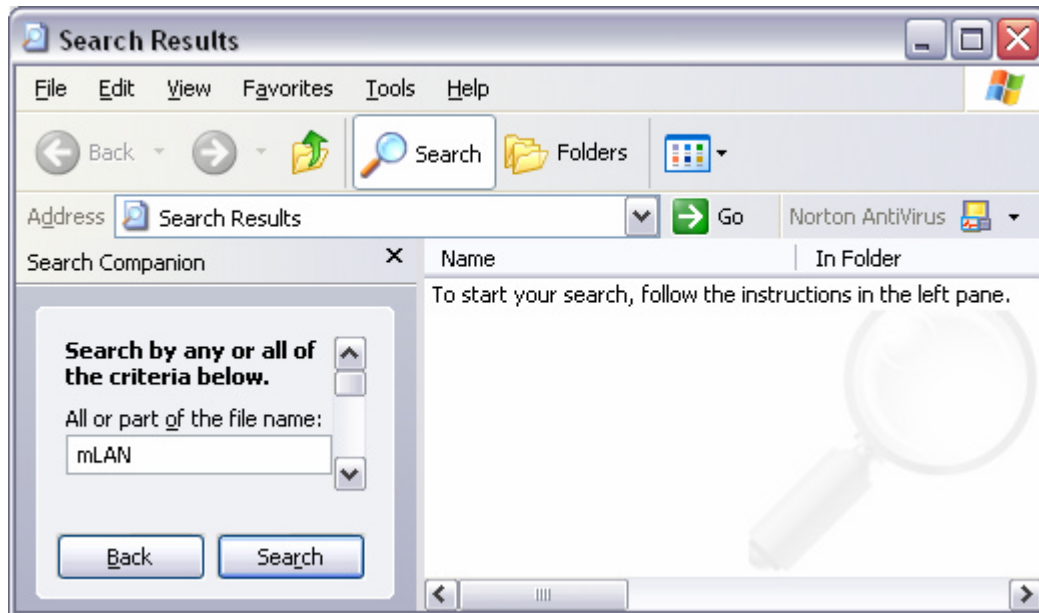 Search Results
File Edit View Favorites Tools Help
Back Search Folders
Address Search Results Go Norton AntiVirus
Search Companion
Name In Folder
To start your search, follow the instructions in the left pane.
Search by any or all of
the criteria below.
All or part of the file name:
mLAN
Back Search